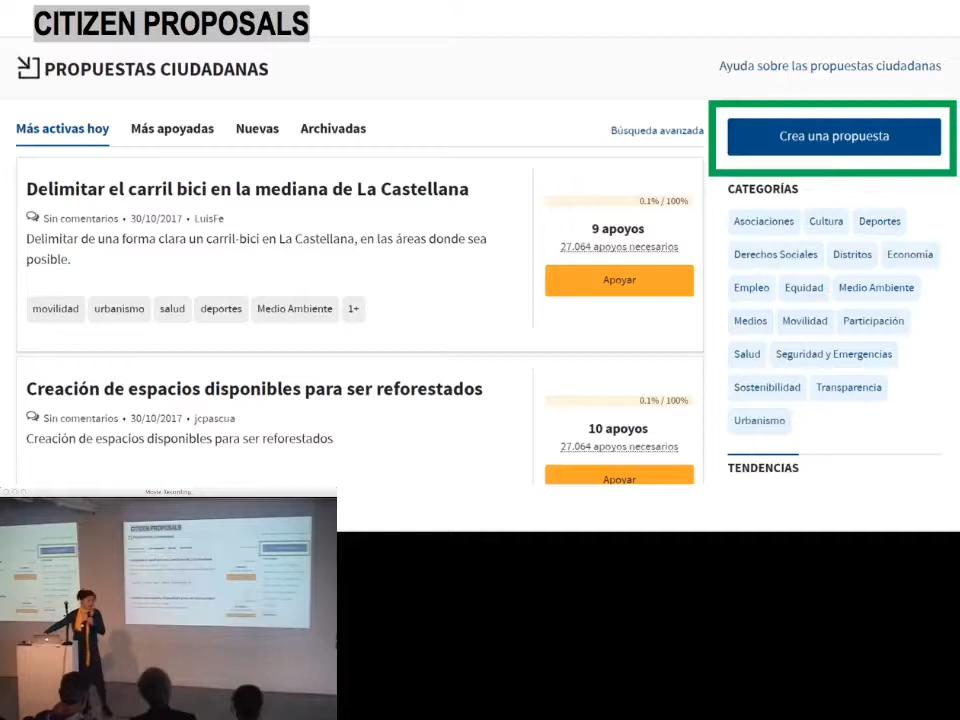 CITIZEN PROPOSALS
PROPUESTAS CIUDADANAS
Ayuda sobre las propuestas ciudadanas
Más activas hoy Más apoyadas Nuevas Archivadas
Búsqueda avanzada
Crea una propuesta
Delimitar el carril bici en la mediana de La Castellana
Sin comentarios • 30/10/2017 • LuisFe
Delimitar de una forma clara un carril-bici en La Castellana, en las áreas donde sea
posible.
movilidad urbanismo salud deportes Medio Ambiente 1+
0.1% / 100%
9 apoyos
27.064 apoyos necesarios
Apoyar
Creación de espacios disponibles para ser reforestados
Sin comentarios • 30/10/2017 • jcpascua
Creación de espacios disponibles para ser reforestados
0.1% / 100%
10 apoyos
27.064 apoyos necesarios
Apoyar
CATEGORÍAS
Asociaciones Cultura Deportes
Derechos Sociales Distritos Economía
Empleo Equidad Medio Ambiente
Medios Movilidad Participación
Salud Seguridad y Emergencias
Sostenibilidad Transparencia
Urbanismo
TENDENCIAS
Movie Recording
CITIZEN PROPOSALS